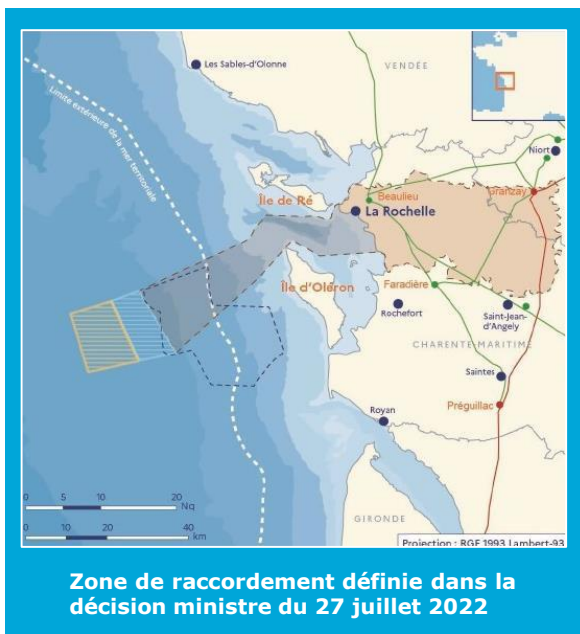 Les Sables-d'Olonne
VENDÉE
Limite extérieure de la mer territoriale
Niort
Île de Ré
Beaulieu
Granzay
La Rochelle
Île d'Oléron
Faradière
Rochefort
Saint-Jean-
d'Angely
CHARENTE-MARITIME
Saintes
Préguillac
Royan
0 5 10 20
Nq
GIRONDE
0 10 20 40
km
Projection : RGF 1993 Lambert-93
Zone de raccordement définie dans la
décision ministre du 27 juillet 2022